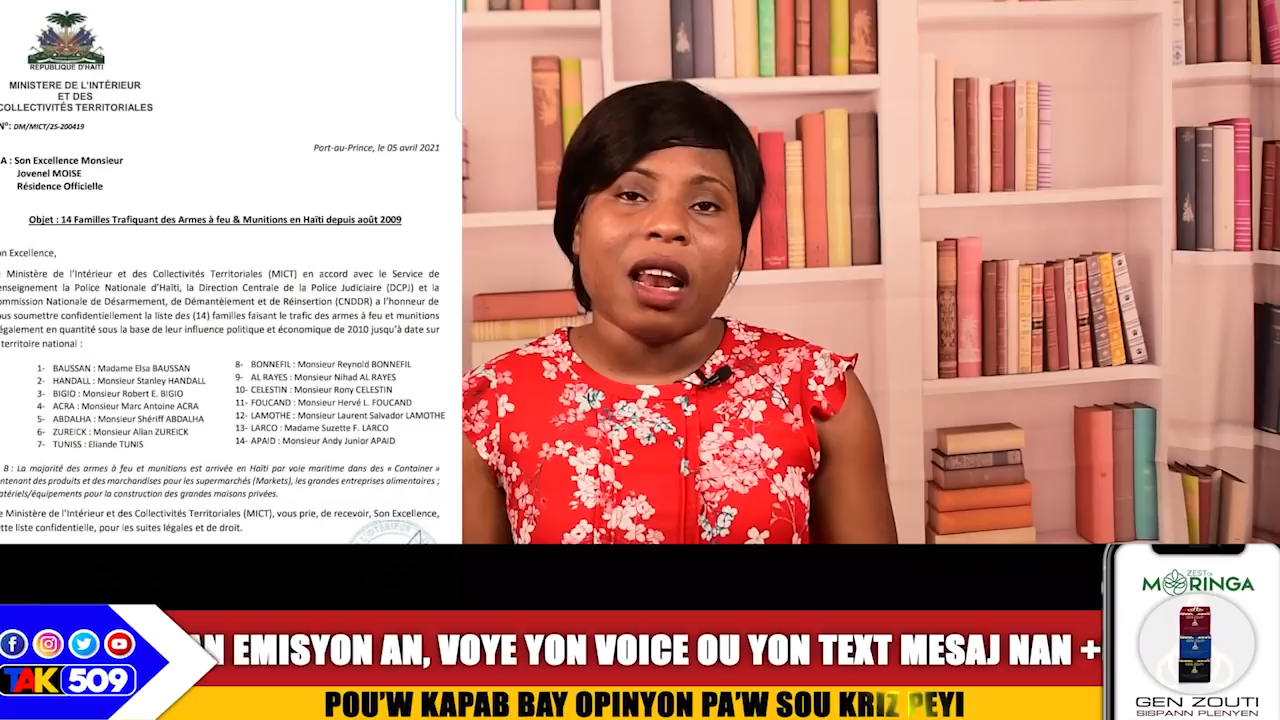 RÉPUBLIQUE D'HAÏTI
MINISTERE DE L'INTÉRIEUR
ET DES
COLLECTIVITÉS TERRITORIALES
N°: DM/MICT/25-200419
Port-au-Prince, le 05 avril 2021
A : Son Excellence Monsieur
Jovenel MOISE
Résidence Officielle
Objet : 14 Familles Trafiquant des Armes à feu & Munitions en Haïti depuis août 2009
Excellence,
Ministère de l'Intérieur et des Collectivités Territoriales (MICT) en accord avec le Service de
enseignement la Police Nationale d'Haïti, la Direction Centrale de la Police Judiciaire (DCPJ) et la
ommission Nationale de Désarmement, de Démantèlement et de Réinsertion (CNDDR) a l'honneur de
us soumettre confidentiellement la liste des (14) familles faisant le trafic des armes à feu et munitions
également en quantité sous la base de leur influence politique et économique de 2010 jusqu'à date sur
territoire national :
1- BAUSSAN : Madame Elsa BAUSSAN
2- HANDALL : Monsieur Stanley HANDALL
3- BIGIO : Monsieur Robert E. BIGIO
4- ACRA : Monsieur Marc Antoine ACRA
5- ABDALHA : Monsieur Shériff ABDALHA
6- ZUREICK : Monsieur Allan ZUREICK
7- TUNISS : Eliande TUNIS
8- BONNEFIL : Monsieur Reynold BONNEFIL
9- AL RAYES : Monsieur Nihad AL RAYES
10- CELESTIN : Monsieur Rony CELESTIN
11- FOUCAND : Monsieur Hervé L. FOUCAND
12- LAMOTHE : Monsieur Laurent Salvador LAMOTHE
13- LARCO : Madame Suzette F. LARCO
14- APAID : Monsieur Andy Junior APAID
B : La majorité des armes à feu et munitions est arrivée en Haïti par voie maritime dans des « Container »
ntenant des produits et des marchandises pour les supermarchés (Markets), les grandes entreprises alimentaires ;
atériels/équipements pour la construction des grandes maisons privées.
e Ministère de l'Intérieur et des Collectivités Territoriales (MICT), vous prie, de recevoir, Son Excellence,
ette liste confidentielle, pour les suites légales et de droit.
N EMISYON AN, VOYE YON VOICE OU YON TEXT MESAJ NAN +
POU'W KAPAB BAY OPINYON PA'W SOU KRIZ PEYI
TAK 509
ZEST OF
MORINGA
GEN ZOUTI
SISPANN PLENYEN